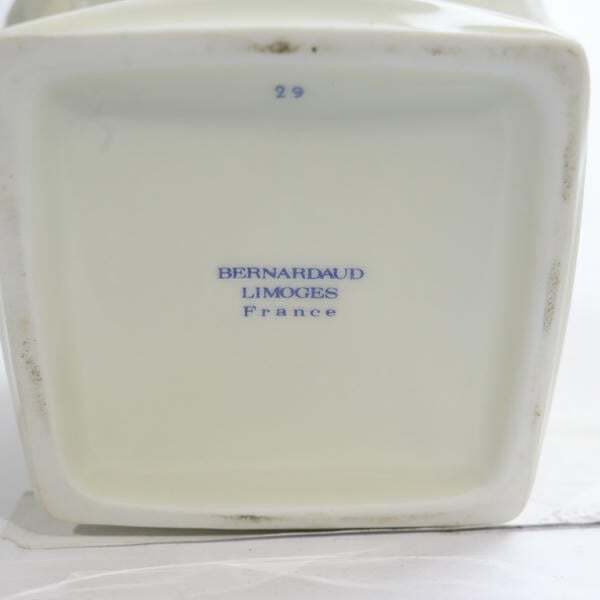 29
BERNARDAUD
LIMOGES
France